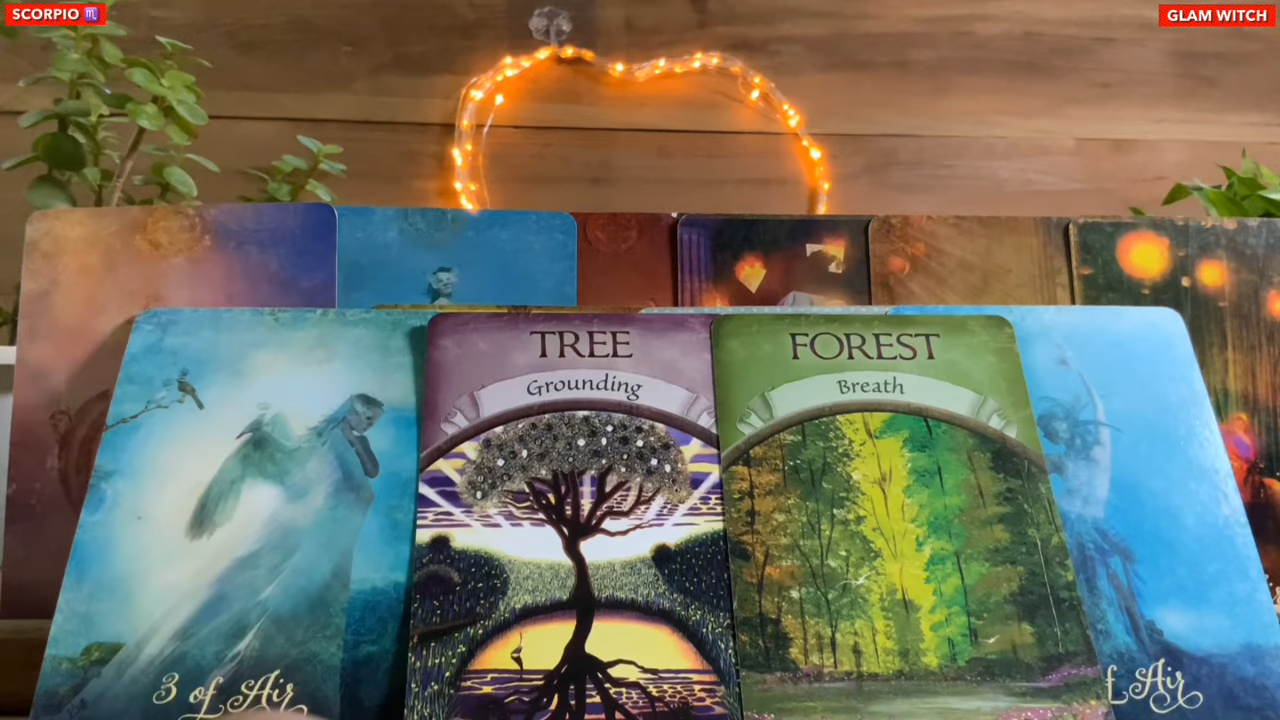 SCORPIO ♏
GLAM WITCH
TREE
Grounding
FOREST
Breath
3 of Air
f Air